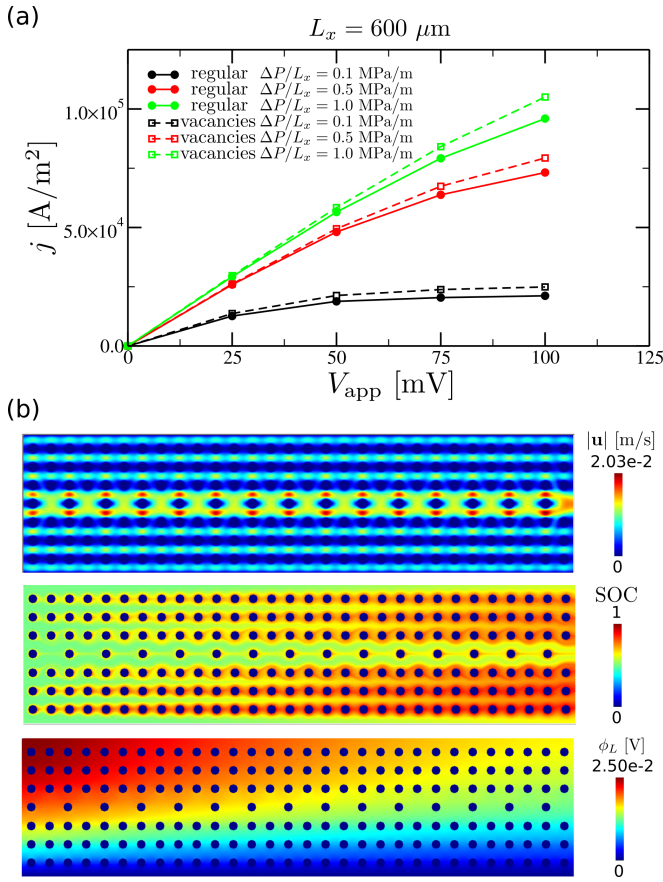 (a)
L_x = 600 μm
regular ΔP/L_x = 0.1 MPa/m
regular ΔP/L_x = 0.5 MPa/m
regular ΔP/L_x = 1.0 MPa/m
vacancies ΔP/L_x = 0.1 MPa/m
vacancies ΔP/L_x = 0.5 MPa/m
vacancies ΔP/L_x = 1.0 MPa/m
1.0×10^5
5.0×10^4
0.0
j [A/m^2]
0 25 50 75 100 125
V_app [mV]
(b)
|u| [m/s]
2.03e-2
0
SOC
1
0
ϕ_L [V]
2.50e-2
0